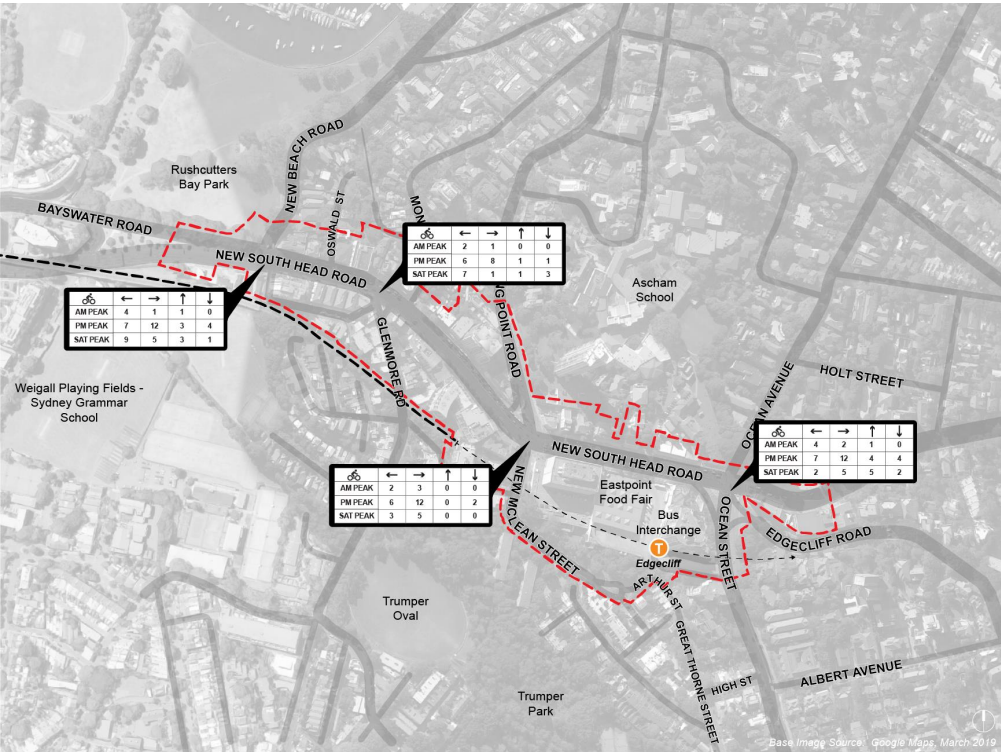 NEW BEACH ROAD
Rushcutters
Bay Park
OSWALD ST
BAYSWATER ROAD
MON
← → ↑ ↓
AM PEAK 2 1 0 0
PM PEAK 6 8 1 1
SAT PEAK 7 1 1 3
NEW SOUTH HEAD ROAD
Ascham
School
← → ↑ ↓
AM PEAK 4 1 1 0
PM PEAK 7 12 3 4
SAT PEAK 9 5 3 1
NG POINT ROAD
GLENMORE RD
Weigall Playing Fields -
Sydney Grammar
School
HOLT STREET
OCEAN AVENUE
← → ↑ ↓
AM PEAK 4 2 1 0
PM PEAK 7 12 4 4
SAT PEAK 2 5 5 2
NEW SOUTH HEAD ROAD
← → ↑ ↓
AM PEAK 2 3 0 0
PM PEAK 6 12 0 2
SAT PEAK 3 5 0 0
Eastpoint
Food Fair
NEW MCLEAN STREET
Bus
Interchange
T
Edgecliff
OCEAN STREET
EDGECLIFF ROAD
ARTHUR ST
Trumper
Oval
GREAT THORNE STREET
HIGH ST
ALBERT AVENUE
Trumper
Park
Base Image Source: Google Maps, March 2019